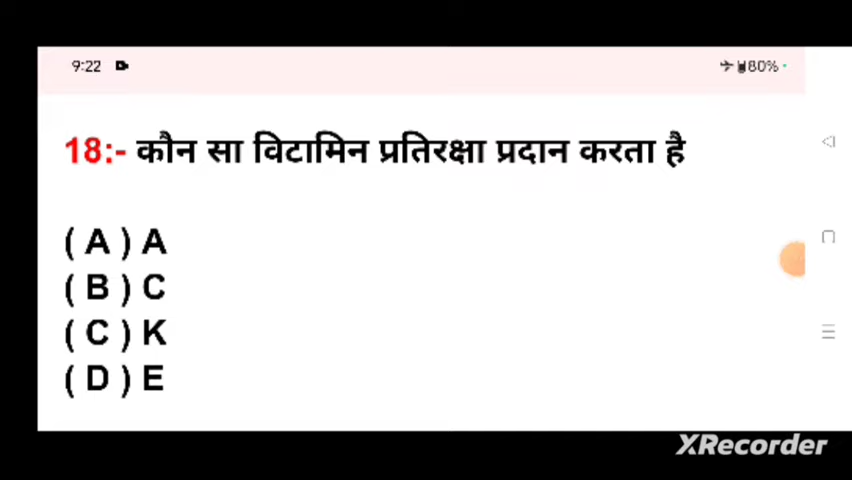 9:22 80%
18:- कौन सा विटामिन प्रतिरक्षा प्रदान करता है
( A ) A
( B ) C
( C ) K
( D ) E
XRecorder